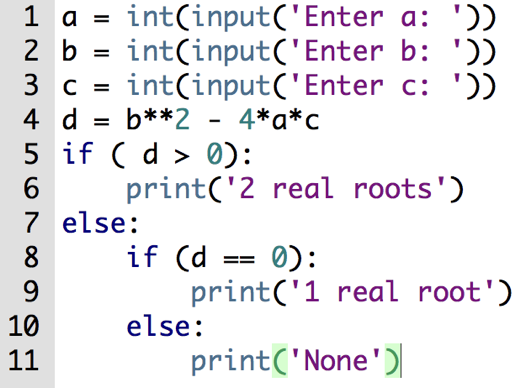 1 a = int(input('Enter a: '))
2 b = int(input('Enter b: '))
3 c = int(input('Enter c: '))
4 d = b**2 - 4*a*c
5 if ( d > 0):
6     print('2 real roots')
7 else:
8     if (d == 0):
9         print('1 real root')
10     else:
11         print('None')